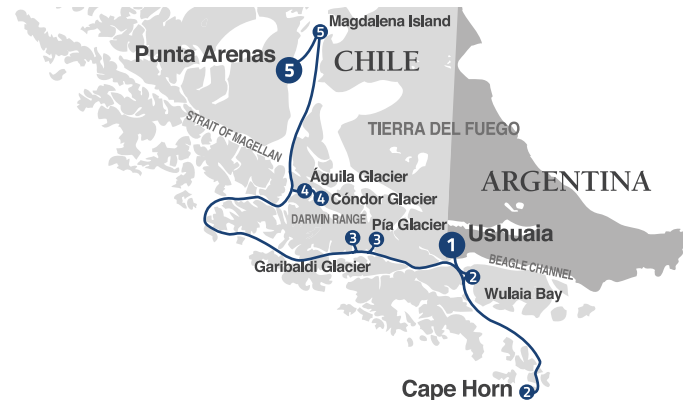 5
Magdalena Island
Punta Arenas
5
CHILE
STRAIT OF MAGELLAN
TIERRA DEL FUEGO
Águila Glacier
4
4
Cóndor Glacier
ARGENTINA
DARWIN RANGE
Pía Glacier
3
3
1
Ushuaia
Garibaldi Glacier
BEAGLE CHANNEL
2
Wulaia Bay
Cape Horn
2